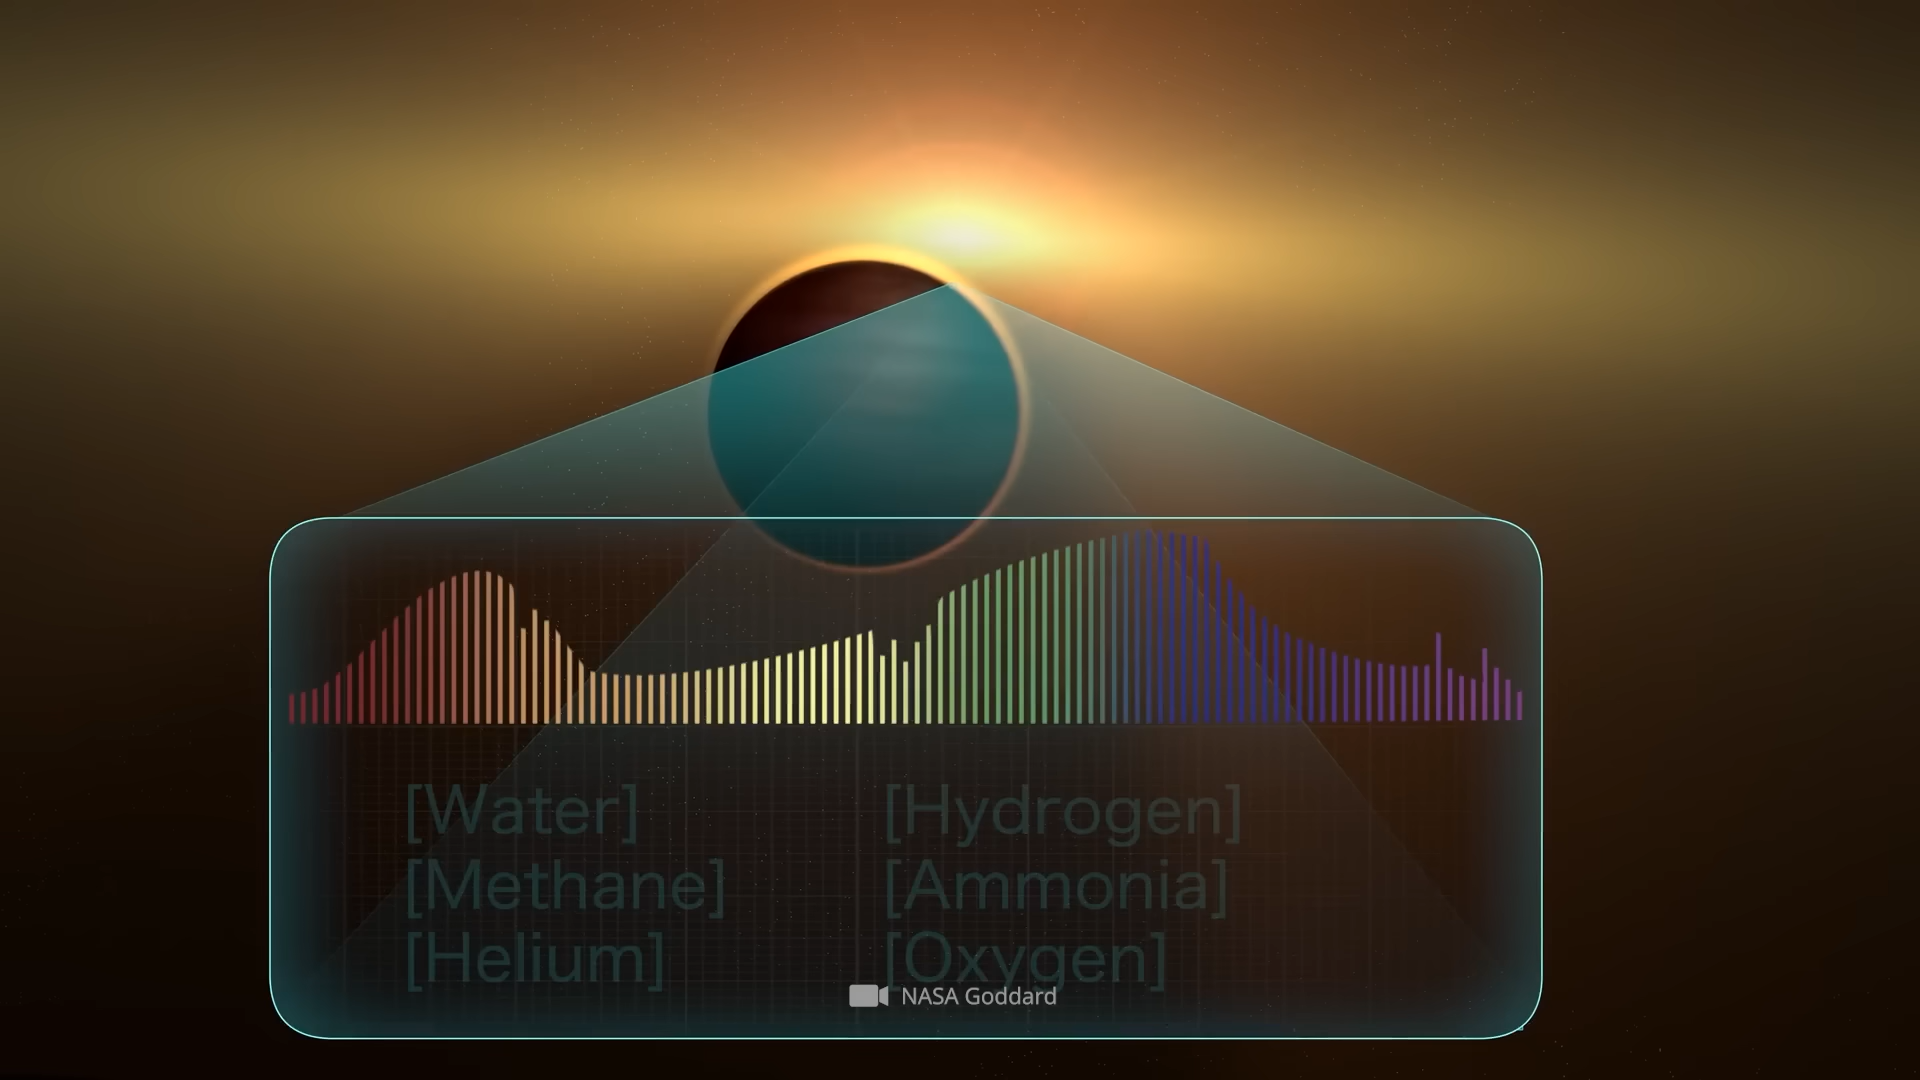 [Water]
[Methane]
[Helium]
[Hydrogen]
[Ammonia]
[Oxygen]
NASA Goddard